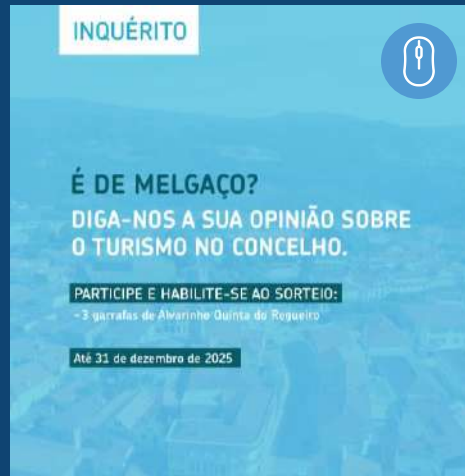 INQUÉRITO
É DE MELGAÇO?
DIGA-NOS A SUA OPINIÃO SOBRE
O TURISMO NO CONCELHO.
PARTICIPE E HABILITE-SE AO SORTEIO:
- 3 garrafas de Alvarinho Quinta do Regueiro
Até 31 de dezembro de 2025